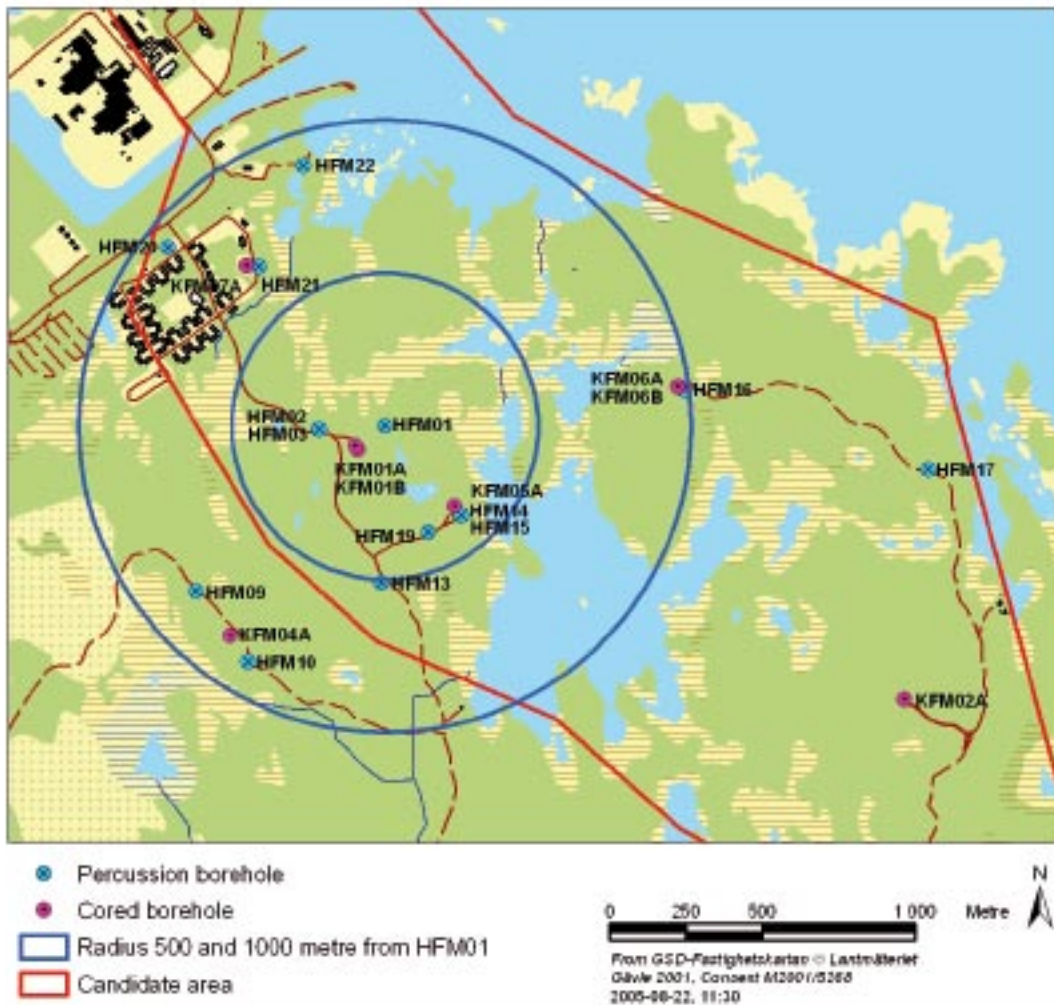 HFM22
HFM20
KFM07A
HFM21
KFM06A
KFM06B
HFM16
HFM02
HFM03
HFM01
KFM01A
KFM01B
HFM17
KFM05A
HFM14
HFM15
HFM19
HFM13
HFM09
KFM04A
HFM10
KFM02A
Percussion borehole
Cored borehole
Radius 500 and 1000 metre from HFM01
Candidate area
N
0 250 500 1 000 Metre
From GSD-Fastighetskartan © Lantmäteriet
Gävle 2001, Consent M2001/5268
2005-08-22, 11:30